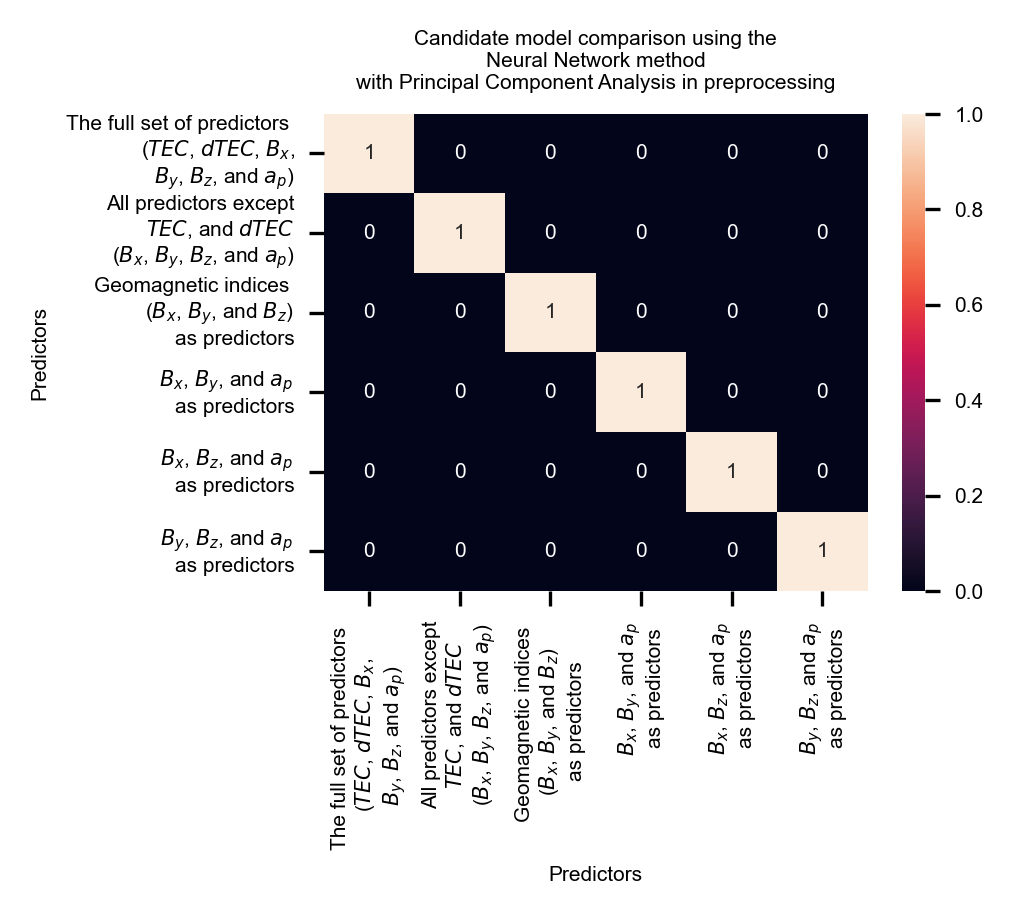 Candidate model comparison using the
Neural Network method
with Principal Component Analysis in preprocessing
The full set of predictors
(TEC, dTEC, Bx,
By, Bz, and ap)
All predictors except
TEC, and dTEC
(Bx, By, Bz, and ap)
Geomagnetic indices
(Bx, By, and Bz)
as predictors
Bx, By, and ap
as predictors
Bx, Bz, and ap
as predictors
By, Bz, and ap
as predictors
Predictors
1 0 0 0 0 0
0 1 0 0 0 0
0 0 1 0 0 0
0 0 0 1 0 0
0 0 0 0 1 0
0 0 0 0 0 1
1.0
0.8
0.6
0.4
0.2
0.0
The full set of predictors
(TEC, dTEC, Bx,
By, Bz, and ap)
All predictors except
TEC, and dTEC
(Bx, By, Bz, and ap)
Geomagnetic indices
(Bx, By, and Bz)
as predictors
Bx, By, and ap
as predictors
Bx, Bz, and ap
as predictors
By, Bz, and ap
as predictors
Predictors